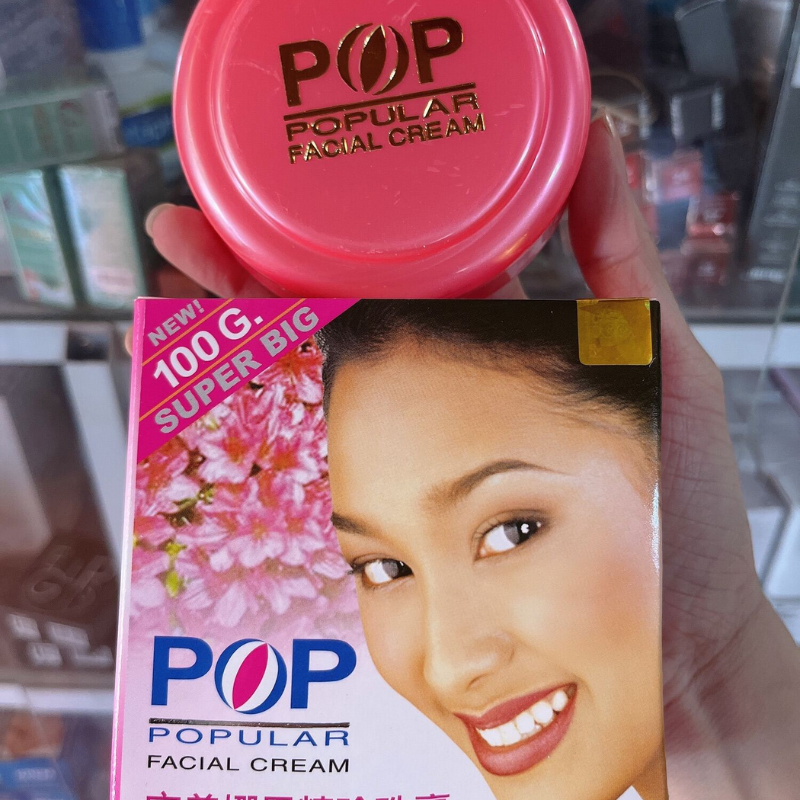 POP
POPULAR
FACIAL CREAM
NEW!
100 G.
SUPER BIG
POP
POPULAR
FACIAL CREAM